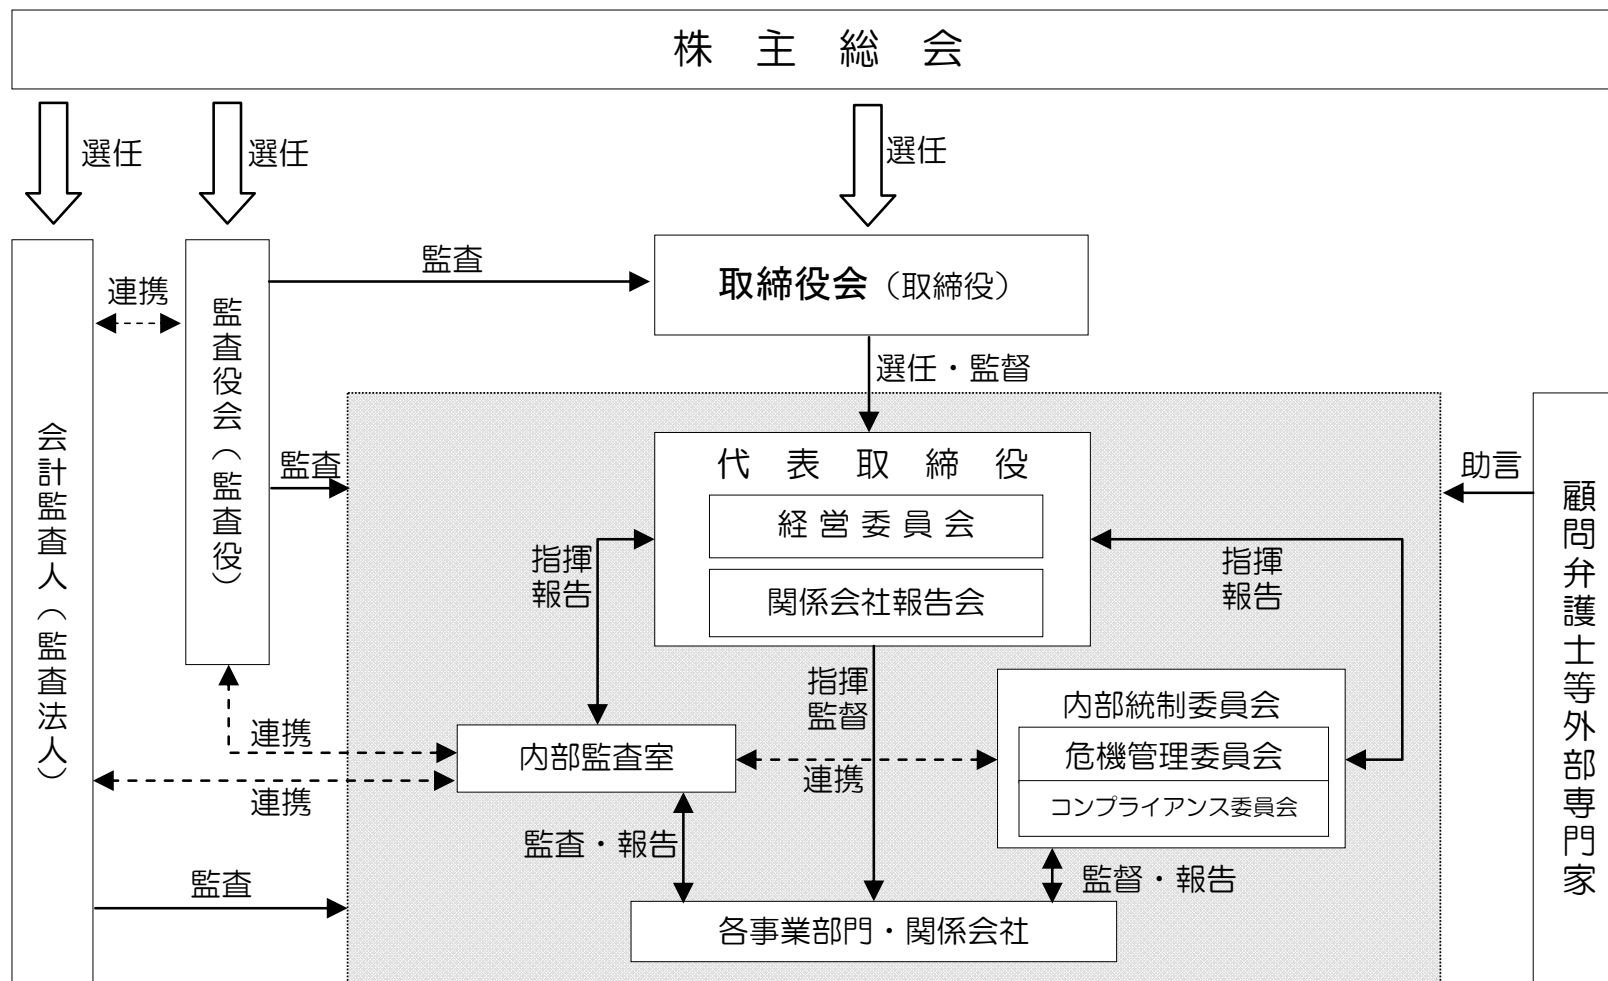 株 主 総 会
選任
選任
選任
監査
取締役会（取締役）
連携
監査役会（監査役）
選任・監督
会計監査人（監査法人）
監査
代 表 取 締 役
助言
経 営 委 員 会
顧問弁護士等外部専門家
指揮
報告
指揮
報告
関係会社報告会
指揮
監督
内部統制委員会
連携
内部監査室
危機管理委員会
連携
連携
コンプライアンス委員会
監査・報告
監査
監督・報告
各事業部門・関係会社